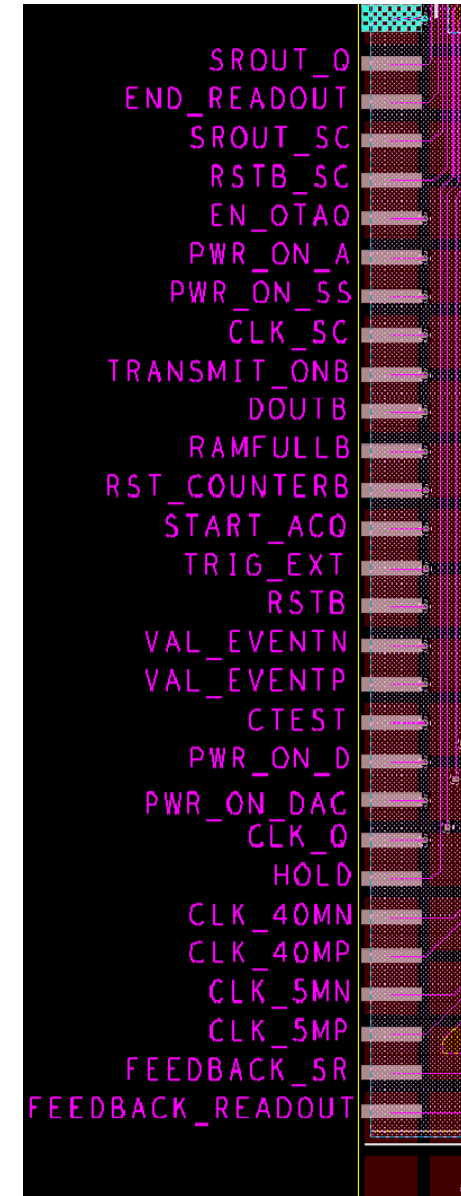 SROUT_Q
END_READOUT
SROUT_SC
RSTB_SC
EN_OTAQ
PWR_ON_A
PWR_ON_SS
CLK_SC
TRANSMIT_ONB
DOUTB
RAMFULLB
RST_COUNTERB
START_ACQ
TRIG_EXT
RSTB
VAL_EVENTN
VAL_EVENTP
CTEST
PWR_ON_D
PWR_ON_DAC
CLK_Q
HOLD
CLK_40MN
CLK_40MP
CLK_5MN
CLK_5MP
FEEDBACK_SR
FEEDBACK_READOUT